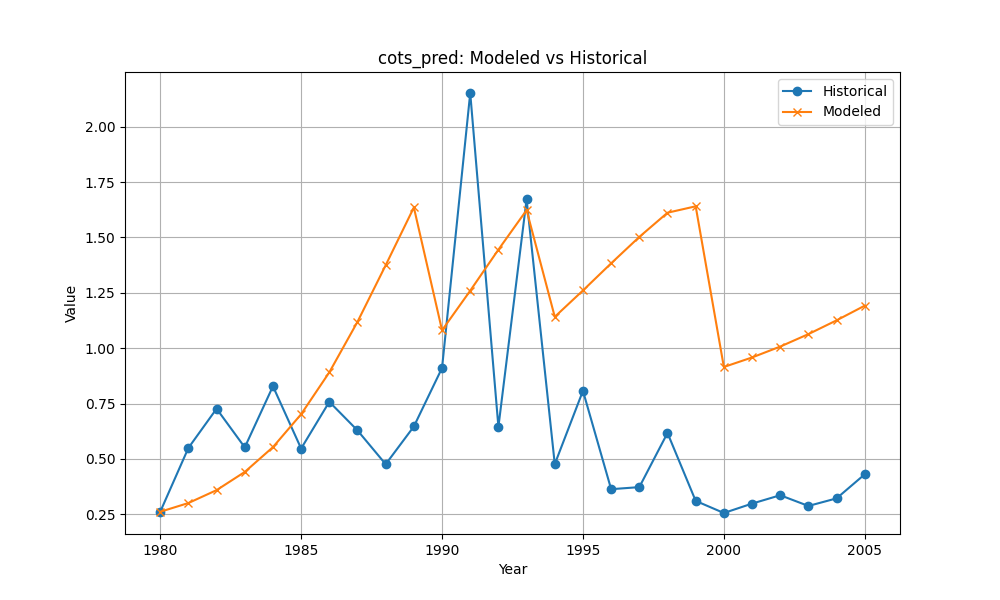 cots_pred: Modeled vs Historical
Historical
Modeled
2.00
1.75
1.50
1.25
1.00
0.75
0.50
0.25
Value
1980 1985 1990 1995 2000 2005
Year